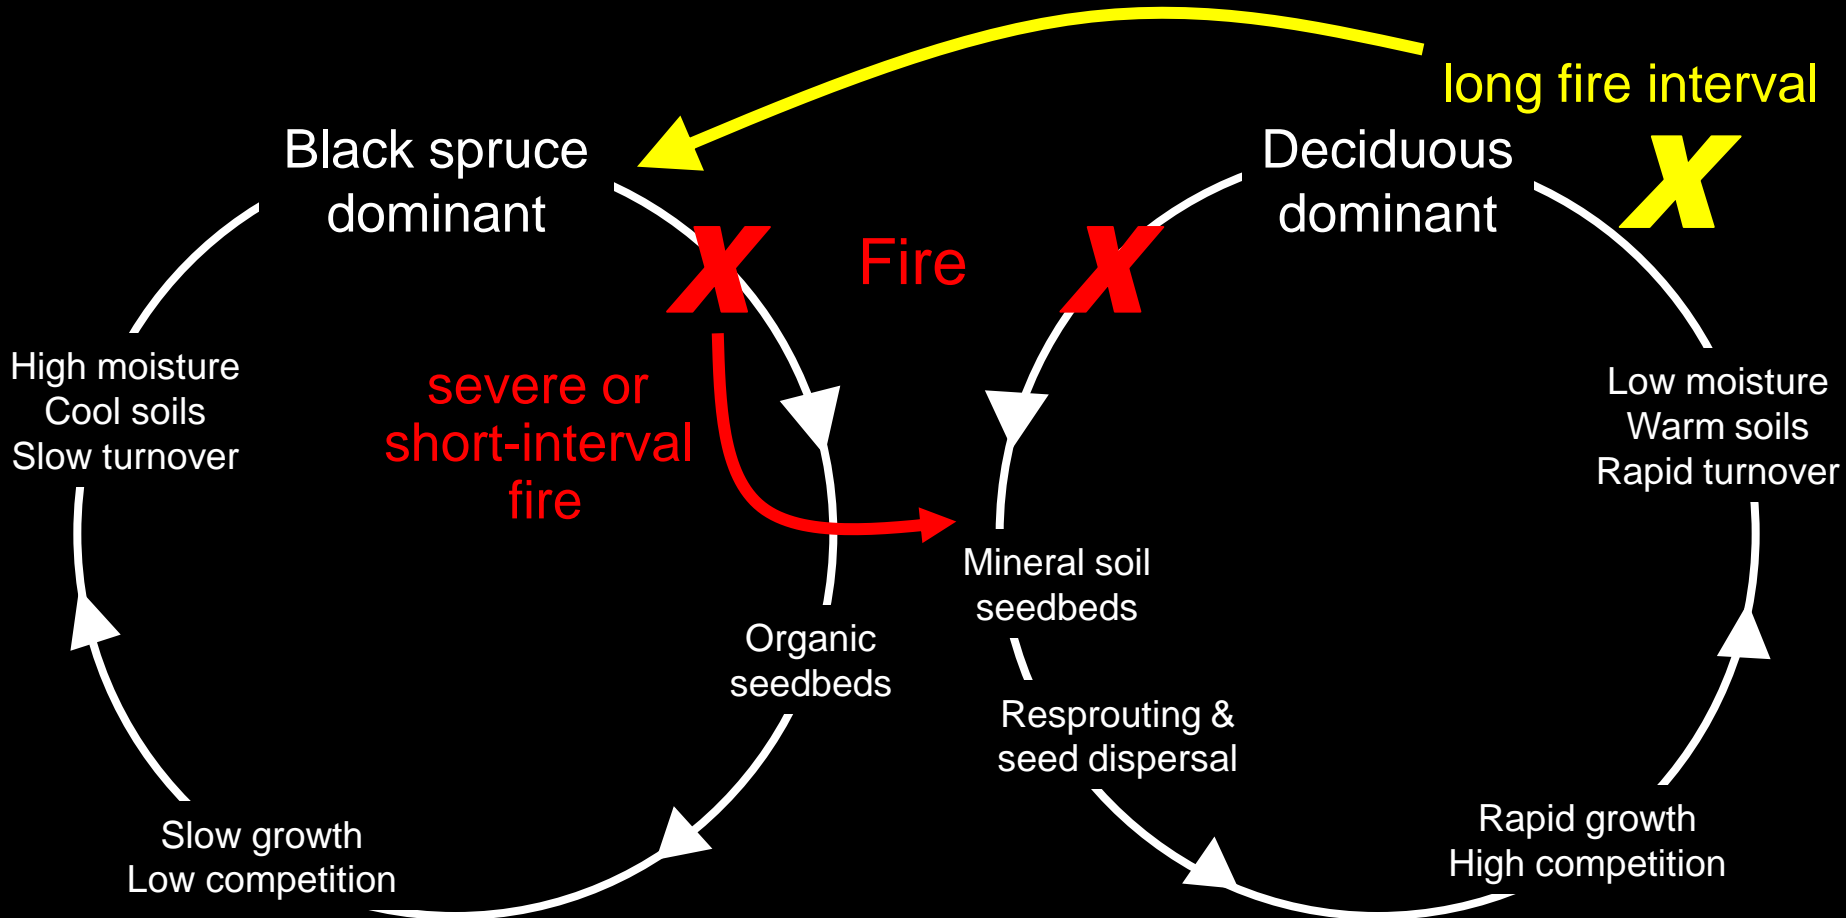 long fire interval
Black spruce
dominant
Deciduous
dominant
X
X
Fire
X
High moisture
Cool soils
Slow turnover
severe or
short-interval
fire
Low moisture
Warm soils
Rapid turnover
Mineral soil
seedbeds
Organic
seedbeds
Resprouting &
seed dispersal
Slow growth
Low competition
Rapid growth
High competition